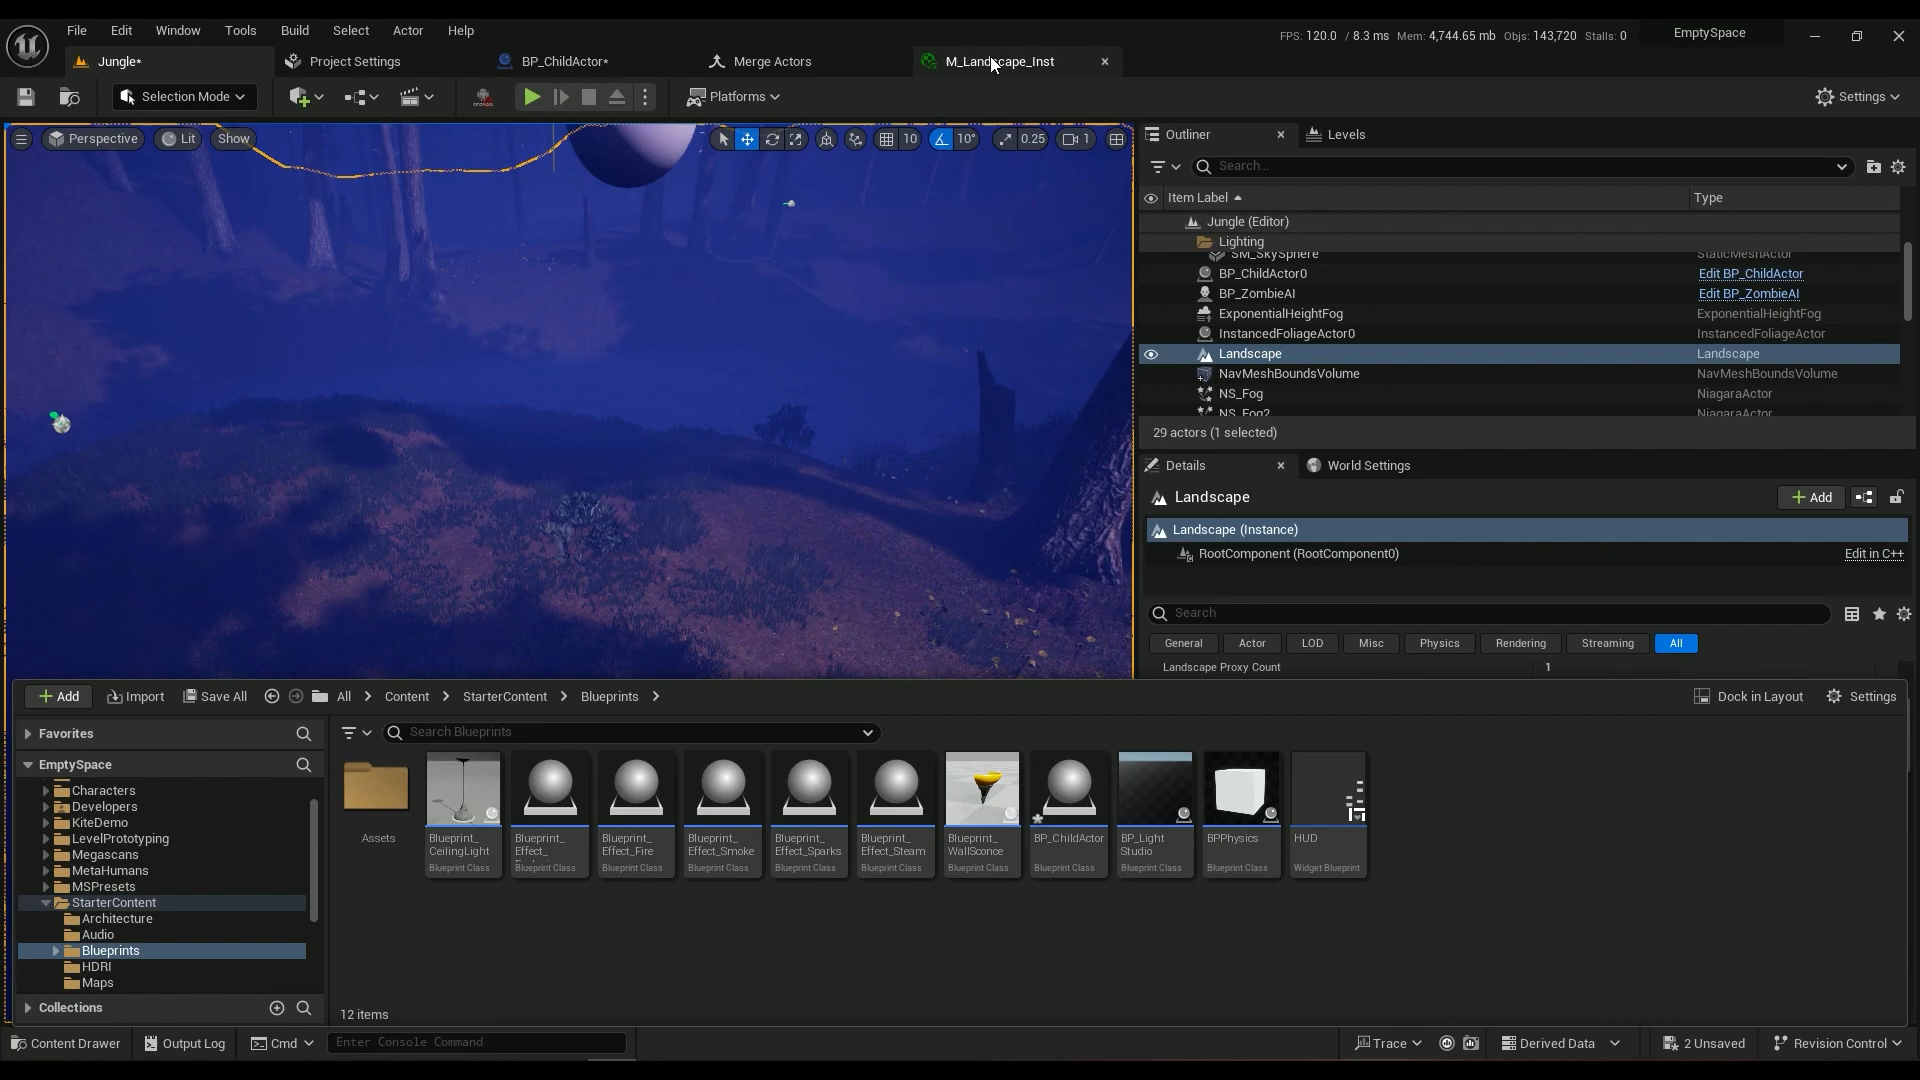 File Edit Window Tools Build Select Actor Help
FPS: 120.0 / 8.3 ms Mem: 4,744.65 mb Objs: 143,720 Stalls: 0
EmptySpace
Jungle*
Project Settings
BP_ChildActor*
Merge Actors
M_Landscape_Inst
Selection Mode
Platforms
Settings
Perspective
Lit
Show
10
10°
0.25
1
Outliner
Levels
Search...
Item Label
Type
Jungle (Editor)
Lighting
SM_SkySphere StaticMeshActor
BP_ChildActor0 Edit BP_ChildActor
BP_ZombieAI Edit BP_ZombieAI
ExponentialHeightFog ExponentialHeightFog
InstancedFoliageActor0 InstancedFoliageActor
Landscape Landscape
NavMeshBoundsVolume NavMeshBoundsVolume
NS_Fog NiagaraActor
NS_Fog2 NiagaraActor
29 actors (1 selected)
Details
World Settings
Landscape
Add
Landscape (Instance)
RootComponent (RootComponent0) Edit in C++
Search
General Actor LOD Misc Physics Rendering Streaming All
Landscape Proxy Count 1
Add Import Save All All Content StarterContent Blueprints
Dock in Layout Settings
Favorites
Search Blueprints
EmptySpace
Characters
Developers
KiteDemo
LevelPrototyping
Megascans
MetaHumans
MSPresets
StarterContent
Architecture
Audio
Blueprints
HDRI
Maps
Collections
Assets
Blueprint_
CeilingLight
Blueprint Class
Blueprint_
Effect_
Blueprint Class
Blueprint_
Effect_Fire
Blueprint Class
Blueprint_
Effect_Smoke
Blueprint Class
Blueprint_
Effect_Sparks
Blueprint Class
Blueprint_
Effect_Steam
Blueprint Class
Blueprint_
WallSconce
Blueprint Class
BP_ChildActor
Blueprint Class
BP_Light
Studio
Blueprint Class
BPPhysics
Blueprint Class
HUD
Widget Blueprint
12 items
Content Drawer
Output Log
Cmd
Enter Console Command
Trace
Derived Data
2 Unsaved
Revision Control